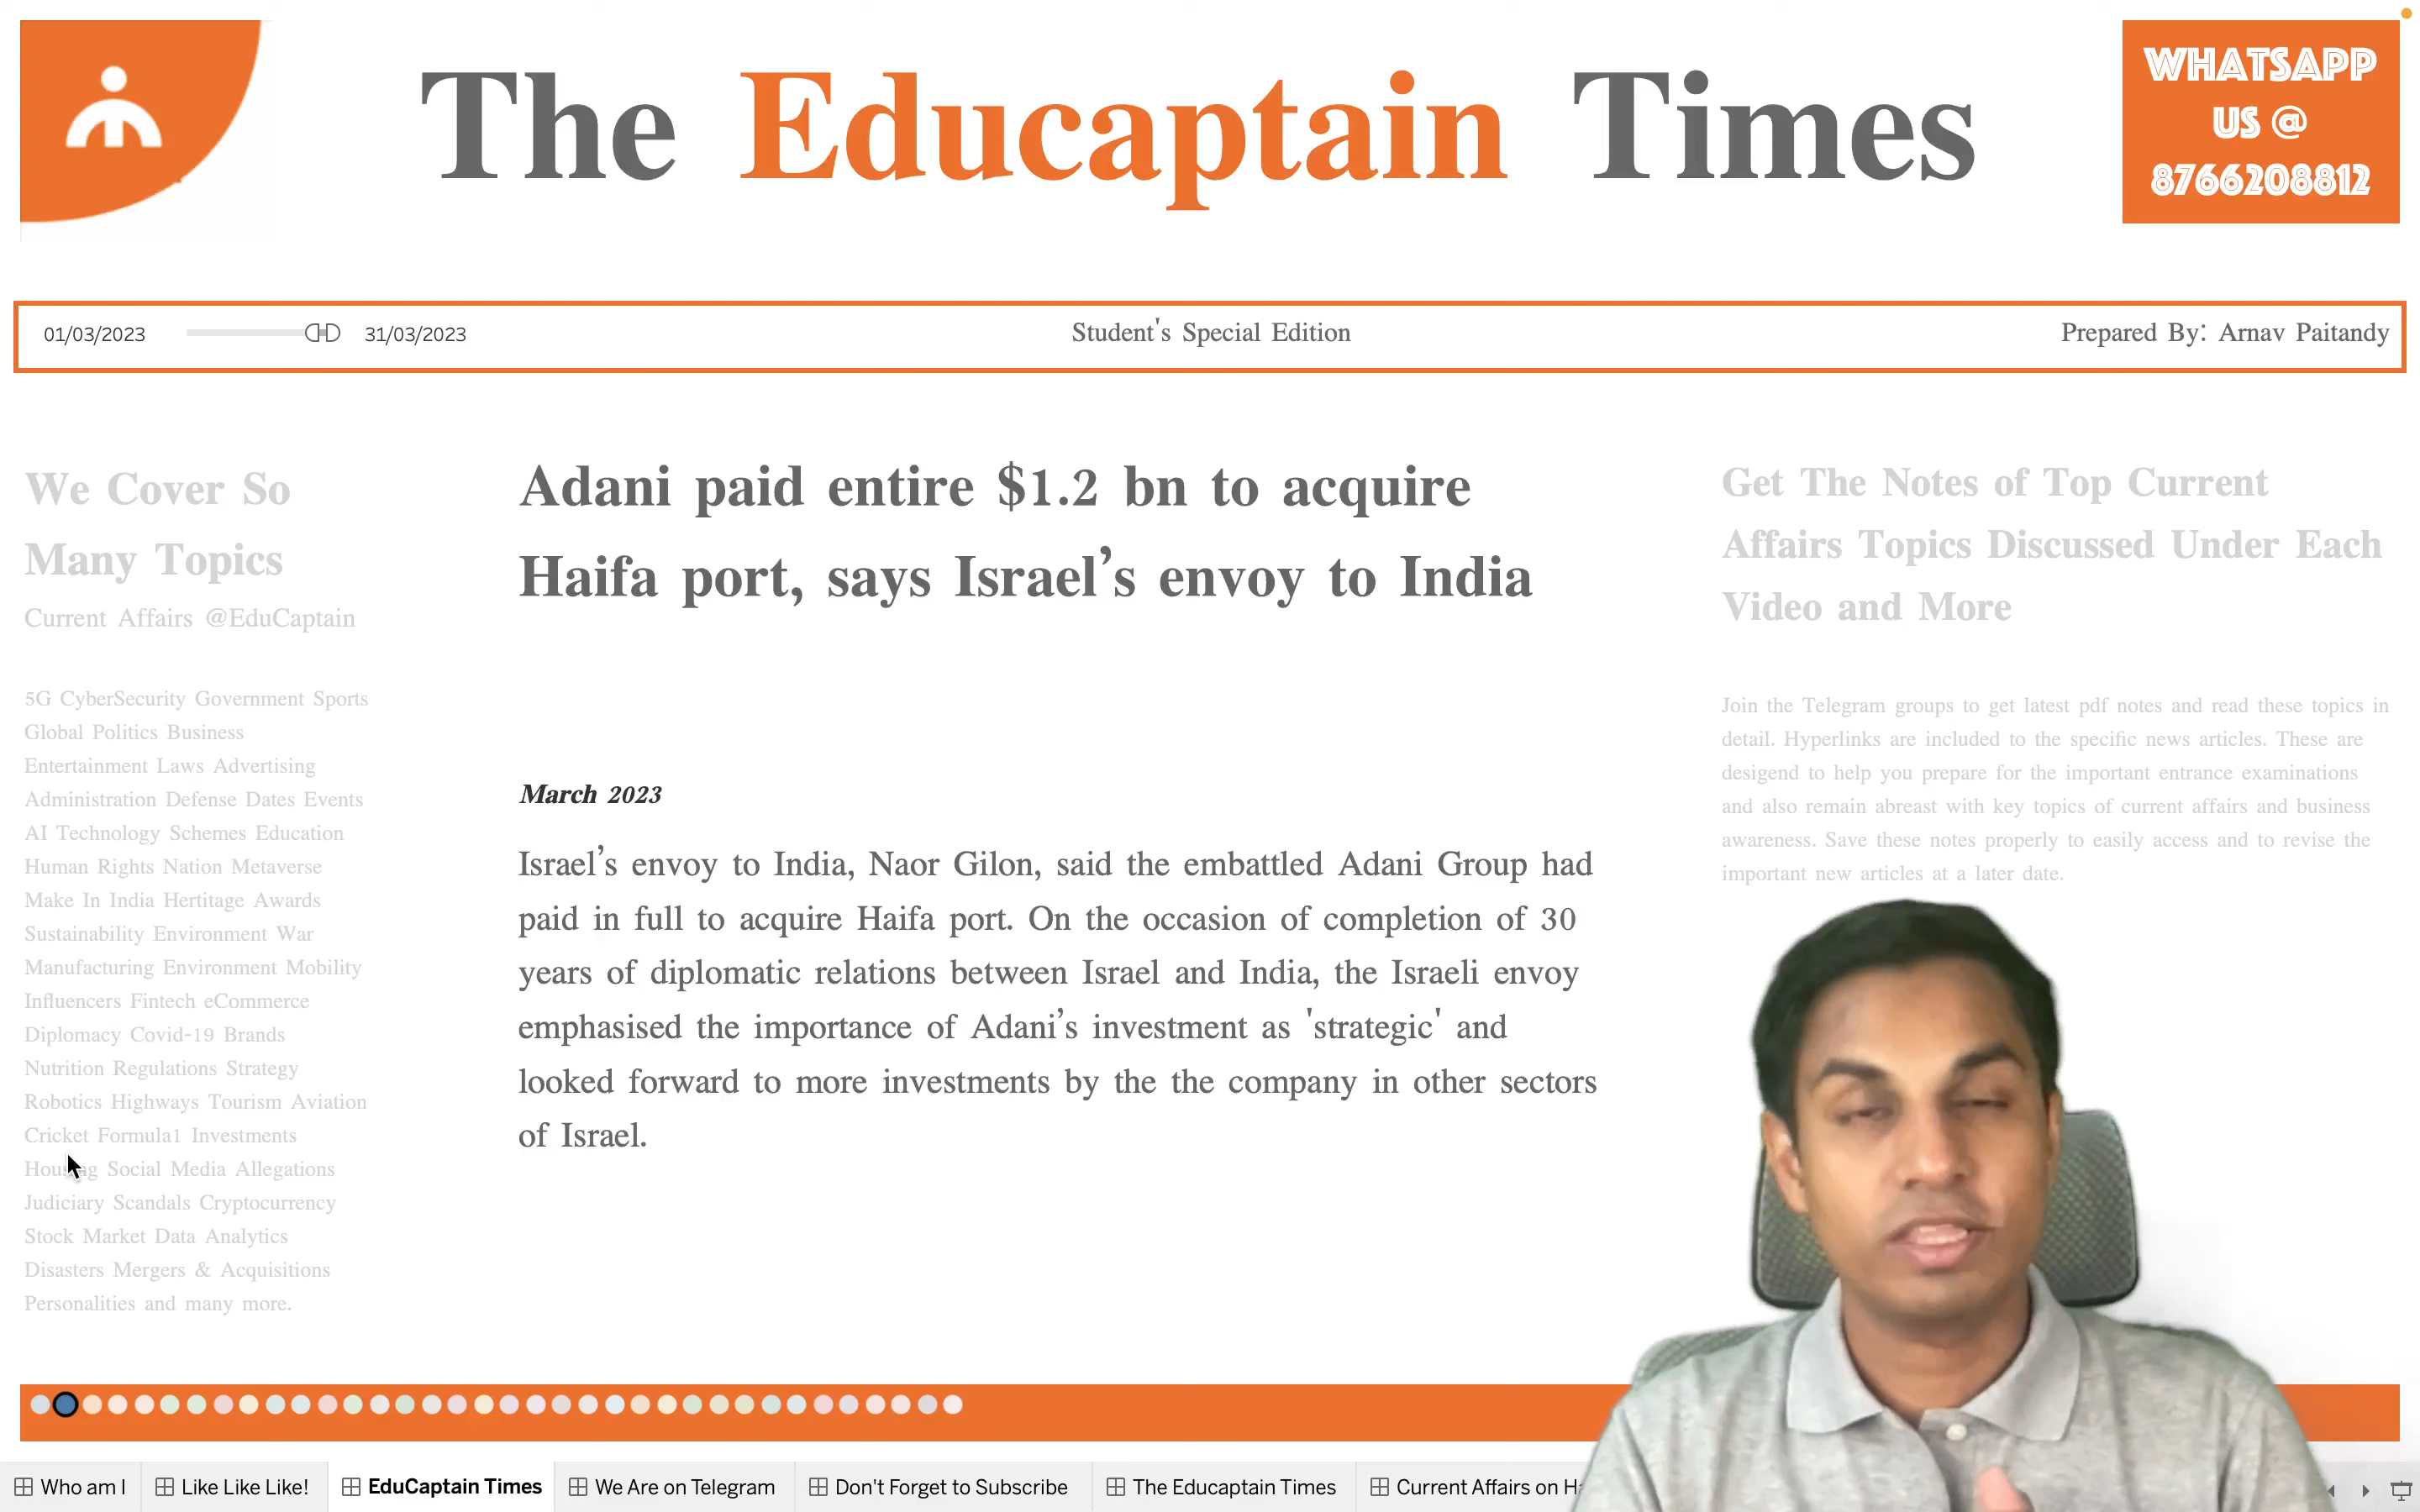 The Educaptain Times
WHATSAPP
US @
8766208812
01/03/2023
31/03/2023
Student's Special Edition
Prepared By: Arnav Paitandy
We Cover So
Many Topics
Current Affairs @EduCaptain
5G CyberSecurity Government Sports
Global Politics Business
Entertainment Laws Advertising
Administration Defense Dates Events
AI Technology Schemes Education
Human Rights Nation Metaverse
Make In India Hertitage Awards
Sustainability Environment War
Manufacturing Environment Mobility
Influencers Fintech eCommerce
Diplomacy Covid-19 Brands
Nutrition Regulations Strategy
Robotics Highways Tourism Aviation
Cricket Formula1 Investments
Housing Social Media Allegations
Judiciary Scandals Cryptocurrency
Stock Market Data Analytics
Disasters Mergers & Acquisitions
Personalities and many more.
Adani paid entire $1.2 bn to acquire
Haifa port, says Israel’s envoy to India
March 2023
Israel’s envoy to India, Naor Gilon, said the embattled Adani Group had
paid in full to acquire Haifa port. On the occasion of completion of 30
years of diplomatic relations between Israel and India, the Israeli envoy
emphasised the importance of Adani’s investment as 'strategic' and
looked forward to more investments by the the company in other sectors
of Israel.
Get The Notes of Top Current
Affairs Topics Discussed Under Each
Video and More
Join the Telegram groups to get latest pdf notes and read these topics in
detail. Hyperlinks are included to the specific news articles. These are
desigend to help you prepare for the important entrance examinations
and also remain abreast with key topics of current affairs and business
awareness. Save these notes properly to easily access and to revise the
important new articles at a later date.
Who am I
Like Like Like!
EduCaptain Times
We Are on Telegram
Don't Forget to Subscribe
The Educaptain Times
Current Affairs on